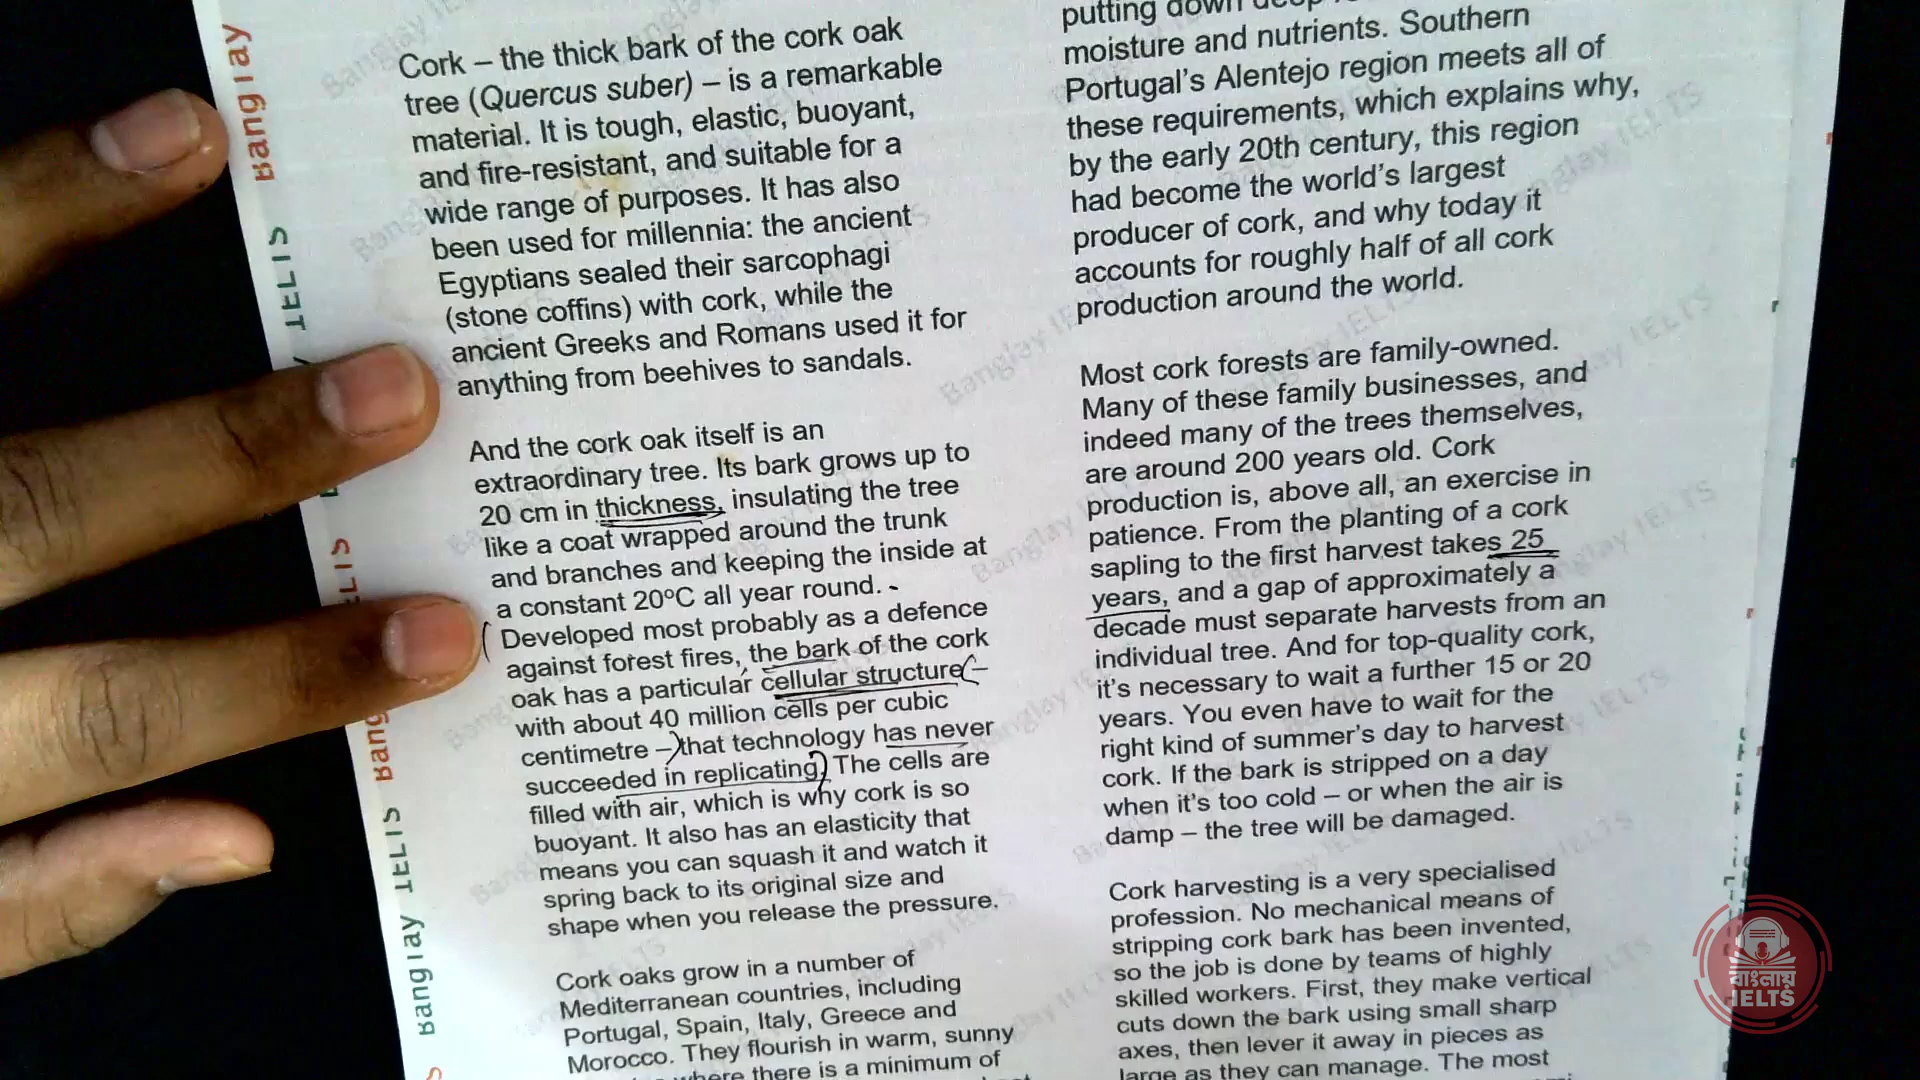 Cork – the thick bark of the cork oak
tree (Quercus suber) – is a remarkable
material. It is tough, elastic, buoyant,
and fire-resistant, and suitable for a
wide range of purposes. It has also
been used for millennia: the ancient
Egyptians sealed their sarcophagi
(stone coffins) with cork, while the
ancient Greeks and Romans used it for
anything from beehives to sandals.
And the cork oak itself is an
extraordinary tree. Its bark grows up to
20 cm in thickness, insulating the tree
like a coat wrapped around the trunk
and branches and keeping the inside at
a constant 20°C all year round.
Developed most probably as a defence
against forest fires, the bark of the cork
oak has a particular cellular structure –
with about 40 million cells per cubic
centimetre – that technology has never
succeeded in replicating. The cells are
filled with air, which is why cork is so
buoyant. It also has an elasticity that
means you can squash it and watch it
spring back to its original size and
shape when you release the pressure.
Cork oaks grow in a number of
Mediterranean countries, including
Portugal, Spain, Italy, Greece and
Morocco. They flourish in warm, sunny
where there is a minimum of
putting down deep
moisture and nutrients. Southern
Portugal's Alentejo region meets all of
these requirements, which explains why,
by the early 20th century, this region
had become the world's largest
producer of cork, and why today it
accounts for roughly half of all cork
production around the world.
Most cork forests are family-owned.
Many of these family businesses, and
indeed many of the trees themselves,
are around 200 years old. Cork
production is, above all, an exercise in
patience. From the planting of a cork
sapling to the first harvest takes 25
years, and a gap of approximately a
decade must separate harvests from an
individual tree. And for top-quality cork,
it's necessary to wait a further 15 or 20
years. You even have to wait for the
right kind of summer's day to harvest
cork. If the bark is stripped on a day
when it's too cold – or when the air is
damp – the tree will be damaged.
Cork harvesting is a very specialised
profession. No mechanical means of
stripping cork bark has been invented,
so the job is done by teams of highly
skilled workers. First, they make vertical
cuts down the bark using small sharp
axes, then lever it away in pieces as
large as they can manage. The most
Banglay IELTS
Banglay IELTS
বাংলায়
IELTS